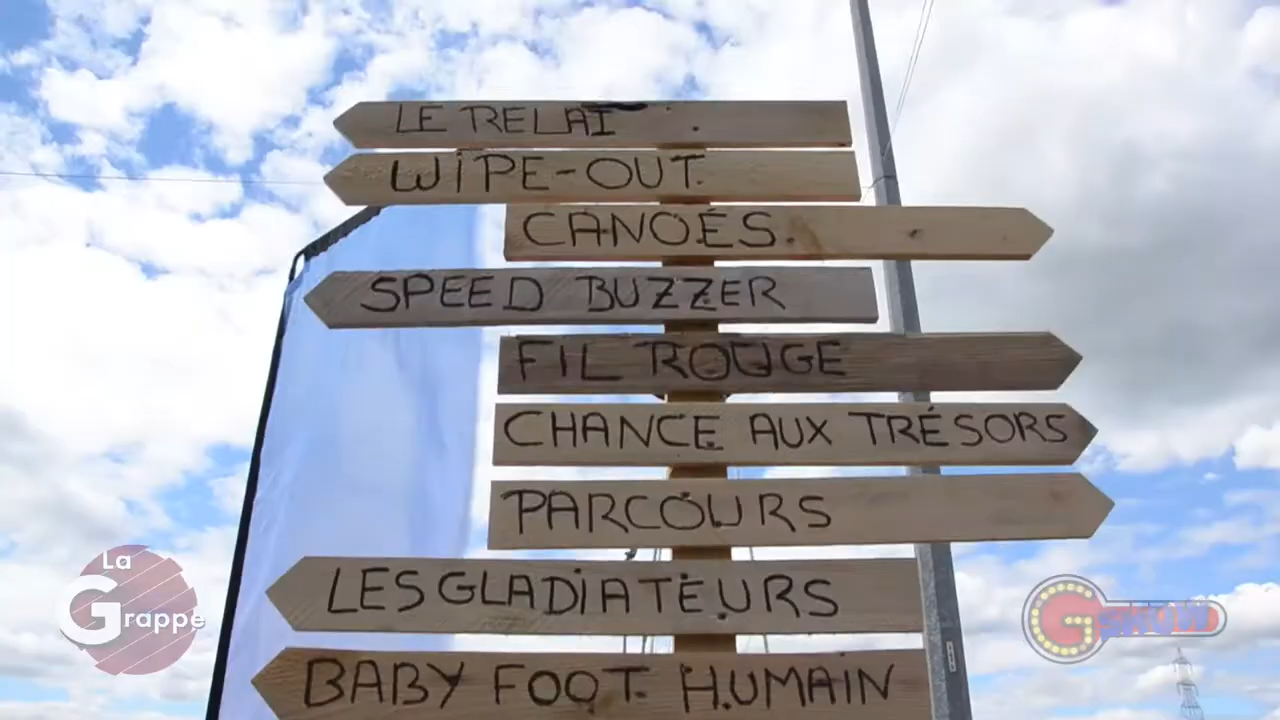 LE RELAI
WIPE-OUT
CANOËS.
SPEED BUZZER
FIL ROUGE
CHANCE AUX TRÉSORS
PARCOURS
LES GLADIATEURS
BABY FOOT HUMAIN
La
Grappe